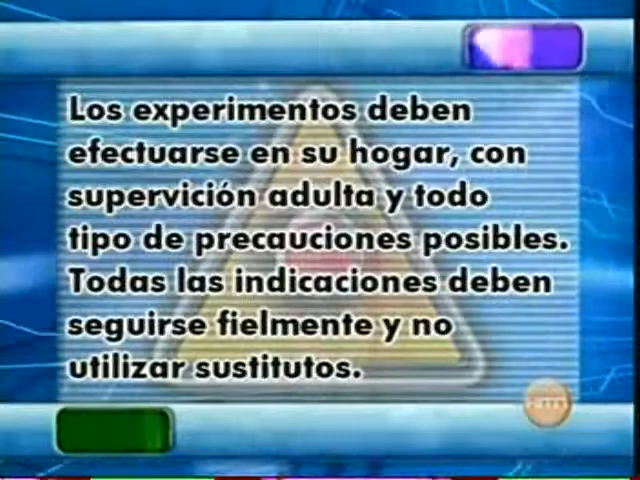 Los experimentos deben
efectuarse en su hogar, con
supervición adulta y todo
tipo de precauciones posibles.
Todas las indicaciones deben
seguirse fielmente y no
utilizar sustitutos.